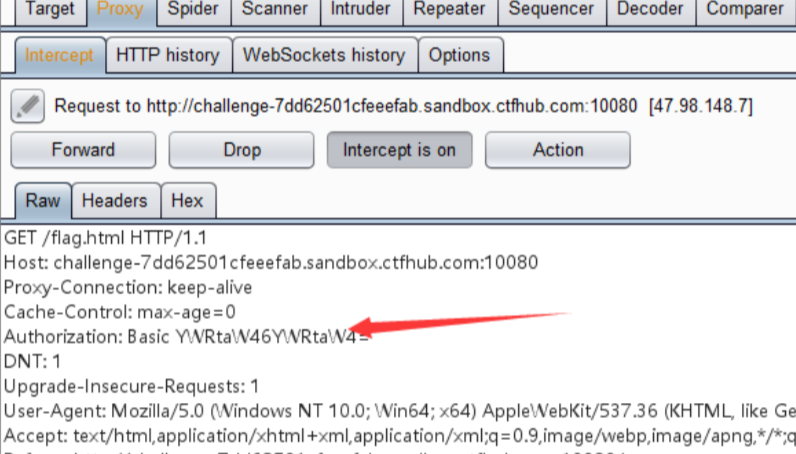 Target Proxy Spider Scanner Intruder Repeater Sequencer Decoder Comparer
Intercept HTTP history WebSockets history Options
Request to http://challenge-7dd62501cfeeefab.sandbox.ctfhub.com:10080 [47.98.148.7]
Forward Drop Intercept is on Action
Raw Headers Hex
GET /flag.html HTTP/1.1
Host: challenge-7dd62501cfeeefab.sandbox.ctfhub.com:10080
Proxy-Connection: keep-alive
Cache-Control: max-age=0
Authorization: Basic YWRtaW46YWRtaW4=
DNT: 1
Upgrade-Insecure-Requests: 1
User-Agent: Mozilla/5.0 (Windows NT 10.0; Win64; x64) AppleWebKit/537.36 (KHTML, like Ge
Accept: text/html,application/xhtml+xml,application/xml;q=0.9,image/webp,image/apng,*/*;q